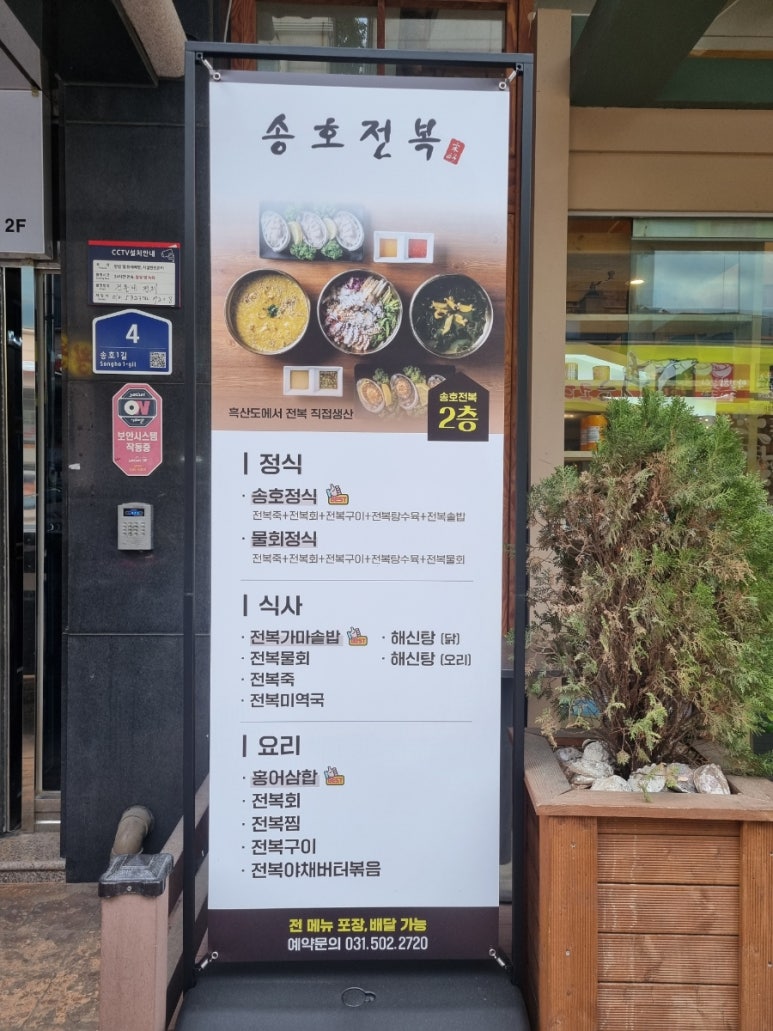 송호전복
2F
CCTV설치안내
4
송호1길
Songho 1-gil
보안시스템
작동중
흑산도에서 전복 직접생산
송호전복
2층
정식
· 송호정식 BEST
전복죽+전복회+전복구이+전복탕수육+전복솥밥
· 물회정식
전복죽+전복회+전복구이+전복탕수육+전복물회
식사
· 전복가마솥밥 BEST
· 전복물회
· 전복죽
· 전복미역국
· 해신탕 (닭)
· 해신탕 (오리)
요리
· 홍어삼합 BEST
· 전복회
· 전복찜
· 전복구이
· 전복야채버터볶음
전 메뉴 포장,배달 가능
예약문의 031.502.2720